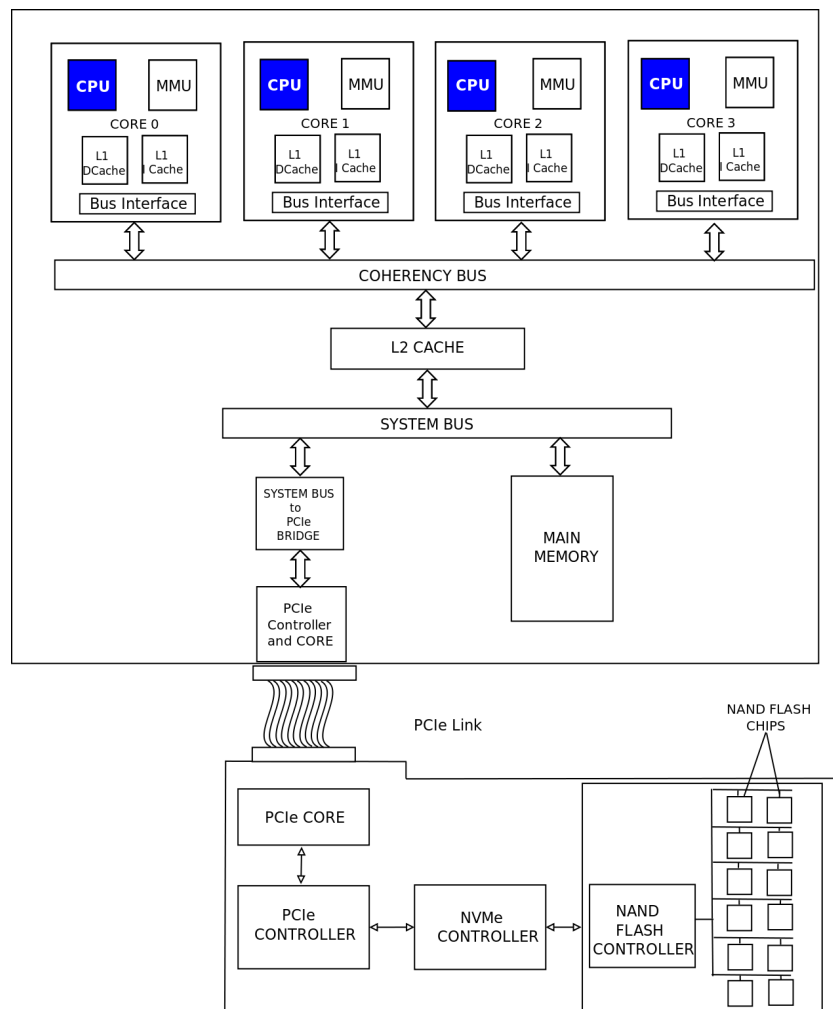 CPU
MMU
CORE 0
L1
DCache
L1
I Cache
Bus Interface
CPU
MMU
CORE 1
L1
DCache
L1
I Cache
Bus Interface
CPU
MMU
CORE 2
L1
DCache
L1
I Cache
Bus Interface
CPU
MMU
CORE 3
L1
DCache
L1
I Cache
Bus Interface
COHERENCY BUS
L2 CACHE
SYSTEM BUS
SYSTEM BUS
to
PCIe
BRIDGE
MAIN
MEMORY
PCIe
Controller
and CORE
PCIe Link
NAND FLASH
CHIPS
PCIe CORE
PCIe
CONTROLLER
NVMe
CONTROLLER
NAND
FLASH
CONTROLLER